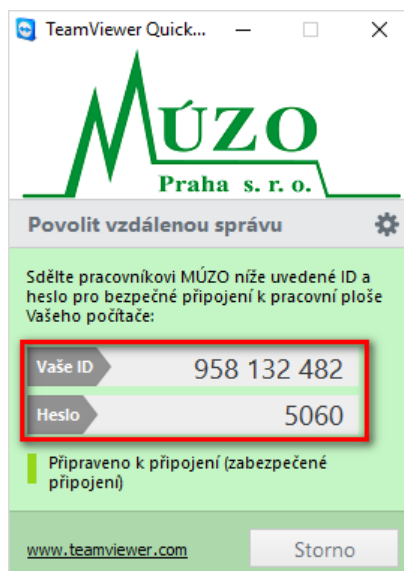 TeamViewer Quick...
MÚZO
Praha s. r. o.
Povolit vzdálenou správu
Sdělte pracovníkovi MÚZO níže uvedené ID a
heslo pro bezpečné připojení k pracovní ploše
Vašeho počítače:
Vaše ID 958 132 482
Heslo 5060
Připraveno k připojení (zabezpečené
připojení)
www.teamviewer.com Storno